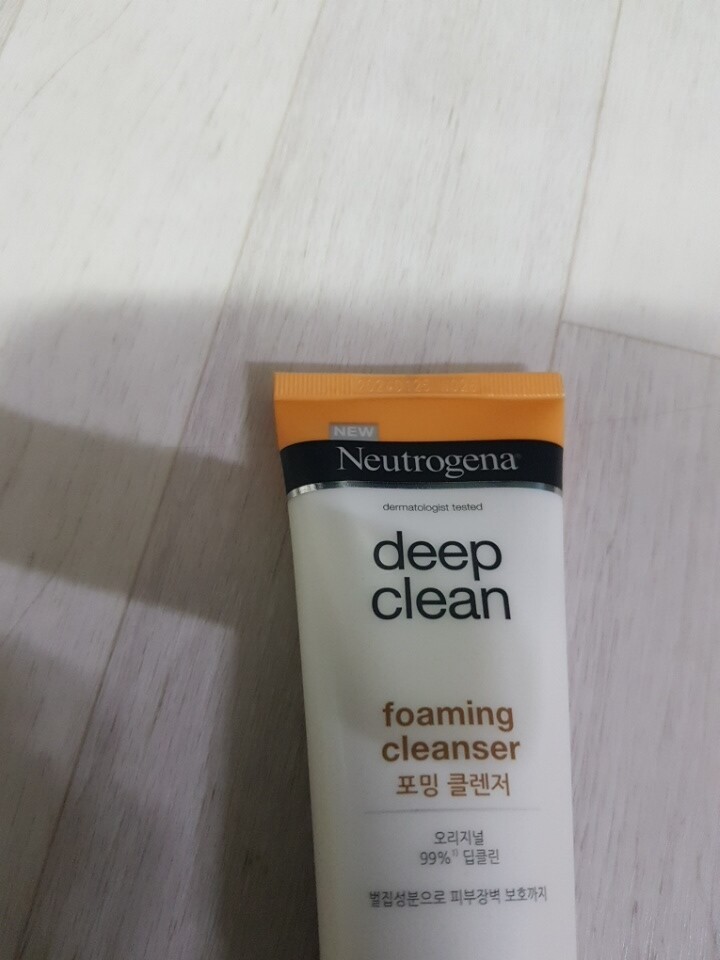 NEW
Neutrogena®
dermatologist tested
deep
clean
foaming
cleanser
포밍 클렌저
오리지널
99%¹⁾ 딥클린
벌집성분으로 피부장벽 보호까지